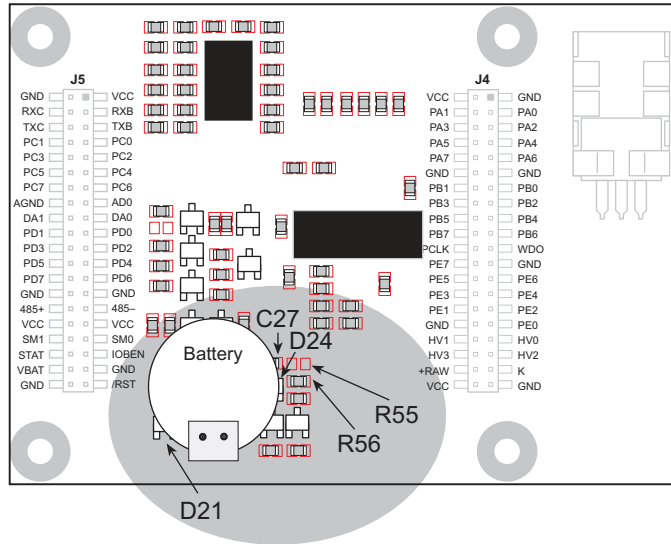 J5
J4
GND VCC
RXC RXB
TXC TXB
PC1 PC0
PC3 PC2
PC5 PC4
PC7 PC6
AGND AD0
DA1 DA0
PD1 PD0
PD3 PD2
PD5 PD4
PD7 PD6
GND GND
485+ 485–
VCC VCC
SM1 SM0
STAT IOBEN
VBAT GND
GND /RST
VCC GND
PA1 PA0
PA3 PA2
PA5 PA4
PA7 PA6
GND GND
PB1 PB0
PB3 PB2
PB5 PB4
PB7 PB6
PCLK WDO
PE7 GND
PE5 PE6
PE3 PE4
PE1 PE2
GND PE0
HV1 HV0
HV3 HV2
+RAW K
VCC GND
Battery
C27
D24
R55
R56
D21